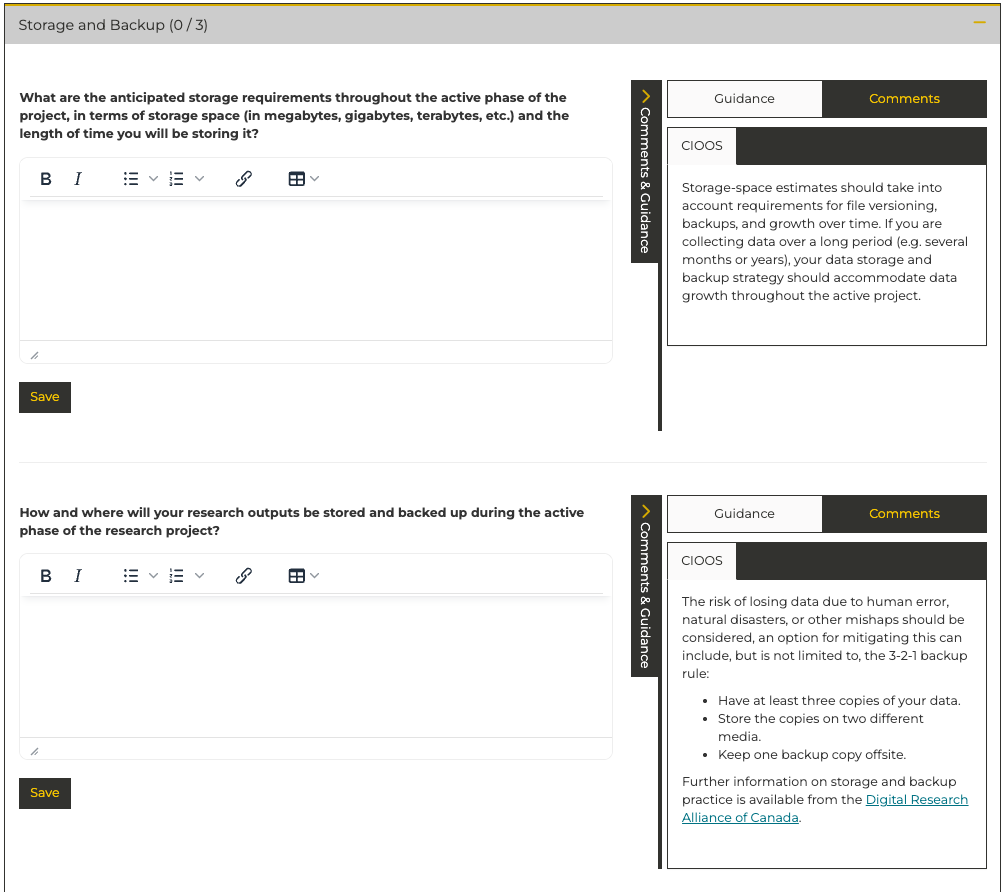 Storage and Backup (0 / 3)
What are the anticipated storage requirements throughout the active phase of the
project, in terms of storage space (in megabytes, gigabytes, terabytes, etc.) and the
length of time you will be storing it?
B I
Save
Comments & Guidance
Guidance
Comments
CIOOS
Storage-space estimates should take into
account requirements for file versioning,
backups, and growth over time. If you are
collecting data over a long period (e.g. several
months or years), your data storage and
backup strategy should accommodate data
growth throughout the active project.
How and where will your research outputs be stored and backed up during the active
phase of the research project?
B I
Save
Comments & Guidance
Guidance
Comments
CIOOS
The risk of losing data due to human error,
natural disasters, or other mishaps should be
considered, an option for mitigating this can
include, but is not limited to, the 3-2-1 backup
rule:
• Have at least three copies of your data.
• Store the copies on two different
media.
• Keep one backup copy offsite.
Further information on storage and backup
practice is available from the Digital Research
Alliance of Canada.